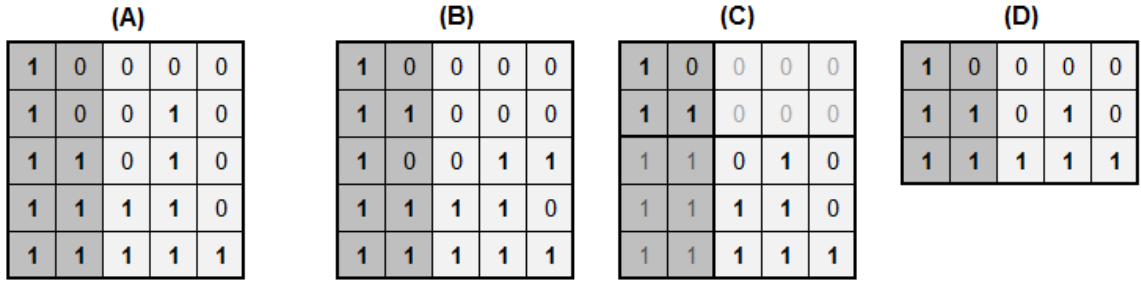 (A) (B) (C) (D)
1 0 0 0 0 1 0 0 0 0 1 0 0 0 0 1 0 0 0 0
1 0 0 1 0 1 1 0 0 0 1 1 0 0 0 1 1 0 1 0
1 1 0 1 0 1 0 0 1 1 1 1 0 1 0 1 1 1 1 1
1 1 1 1 0 1 1 1 1 0 1 1 1 1 0
1 1 1 1 1 1 1 1 1 1 1 1 1 1 1